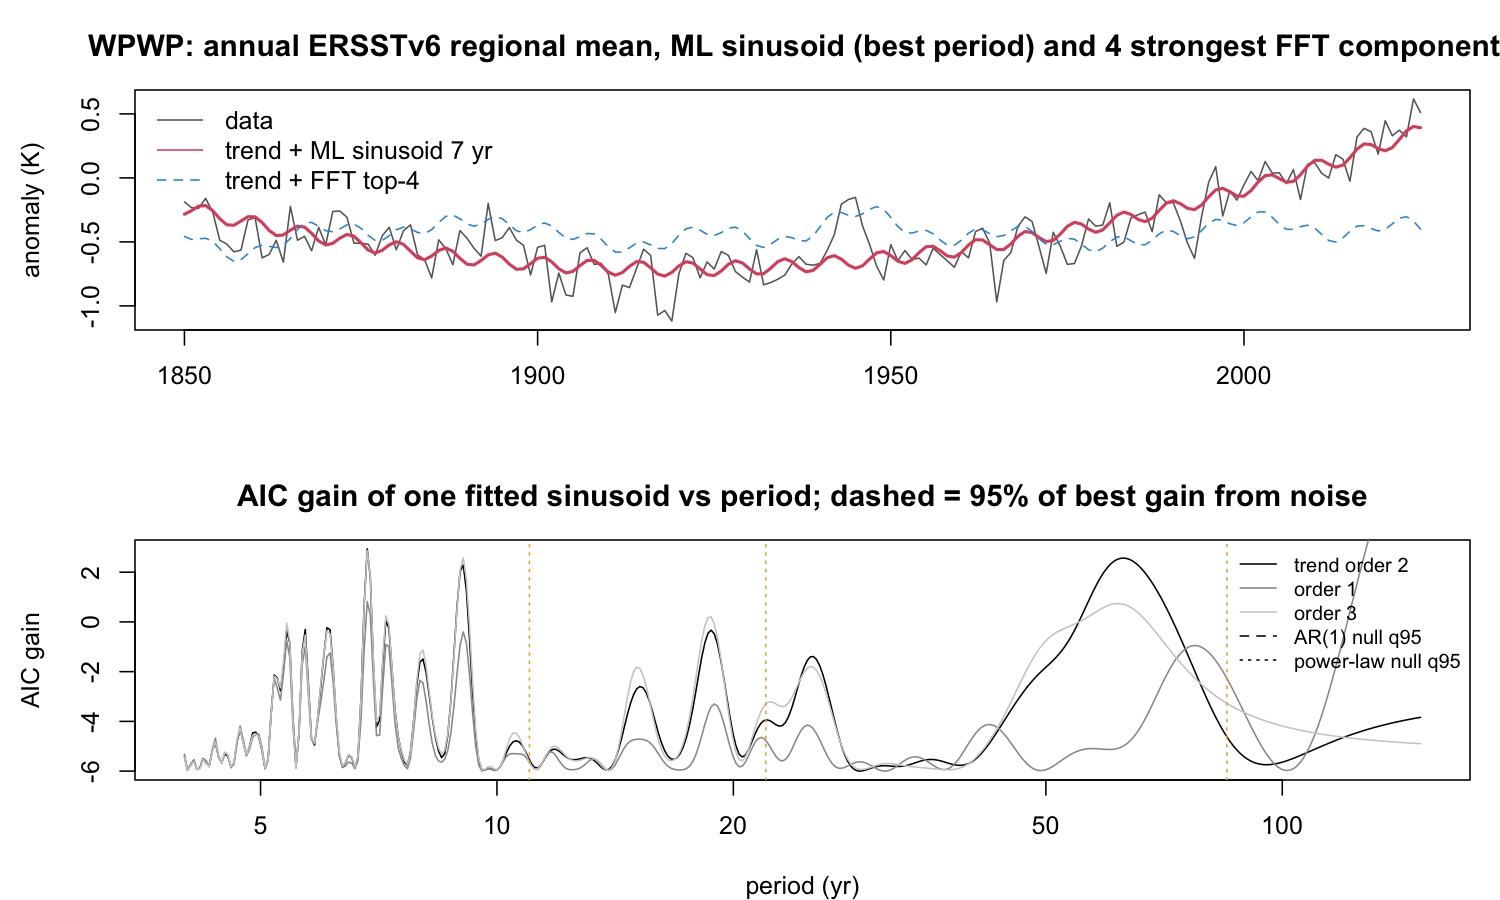 WPWP: annual ERSSTv6 regional mean, ML sinusoid (best period) and 4 strongest FFT component
anomaly (K)
0.5
0.0
-0.5
-1.0
data
trend + ML sinusoid 7 yr
trend + FFT top-4
1850 1900 1950 2000
AIC gain of one fitted sinusoid vs period; dashed = 95% of best gain from noise
AIC gain
2
0
-2
-4
-6
trend order 2
order 1
order 3
AR(1) null q95
power-law null q95
5 10 20 50 100
period (yr)